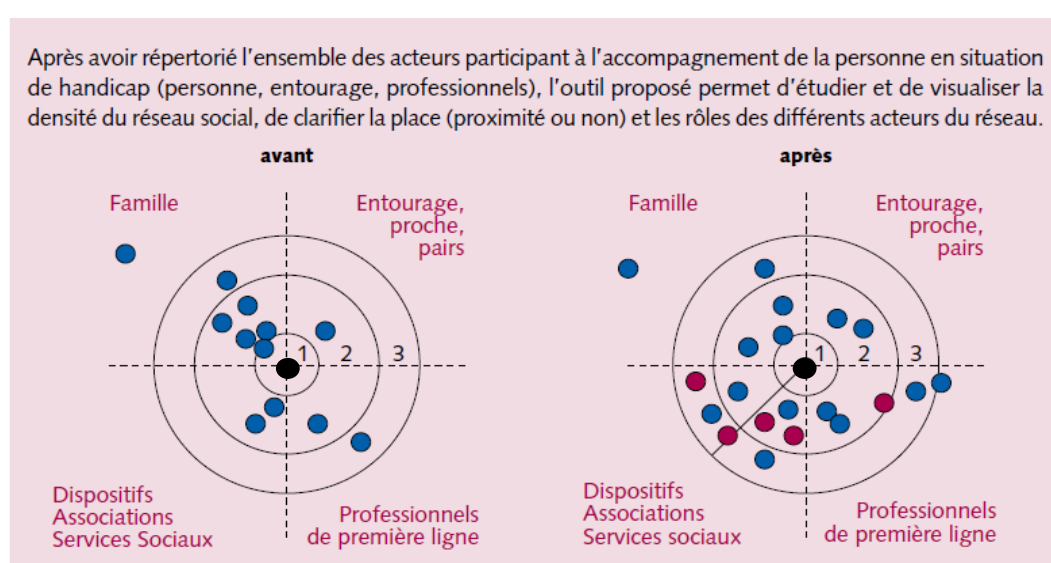 Après avoir répertorié l'ensemble des acteurs participant à l'accompagnement de la personne en situation
de handicap (personne, entourage, professionnels), l'outil proposé permet d'étudier et de visualiser la
densité du réseau social, de clarifier la place (proximité ou non) et les rôles des différents acteurs du réseau.
avant
Famille
Entourage,
proche,
pairs
1 2 3
Dispositifs
Associations
Services Sociaux
Professionnels
de première ligne
après
Famille
Entourage,
proche,
pairs
1 2 3
Dispositifs
Associations
Services sociaux
Professionnels
de première ligne